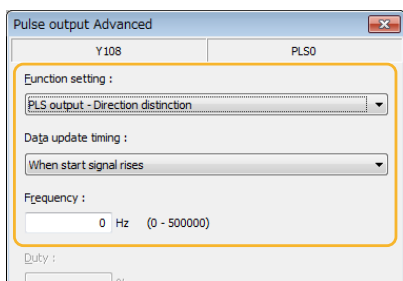 Pulse output Advanced
Y108 PLS0
Function setting :
PLS output - Direction distinction
Data update timing :
When start signal rises
Frequency :
0 Hz (0 - 500000)
Duty :